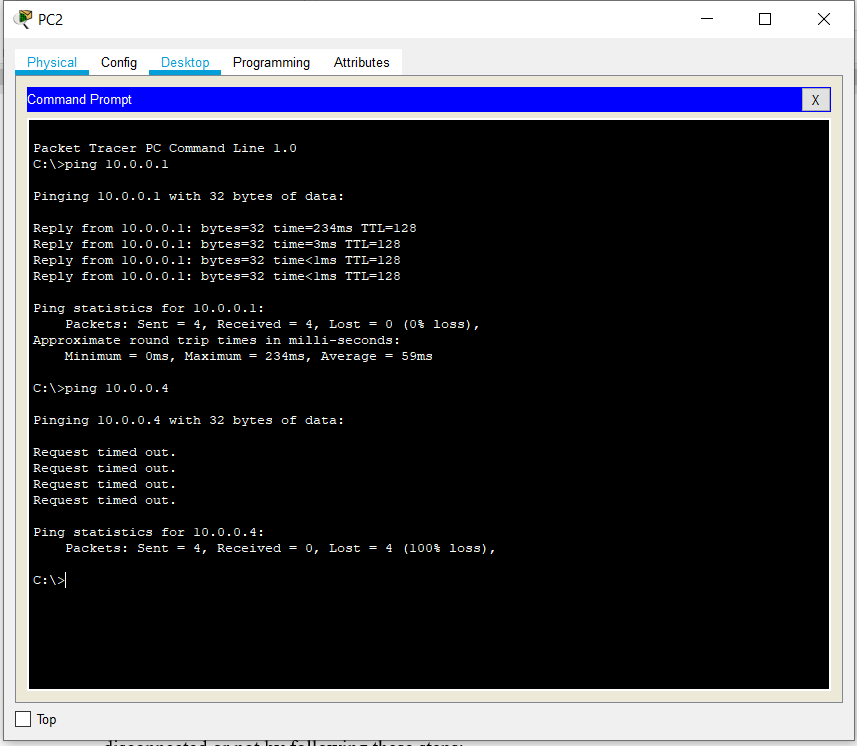 PC2
Physical Config Desktop Programming Attributes
Command Prompt X
Packet Tracer PC Command Line 1.0
C:\>ping 10.0.0.1
Pinging 10.0.0.1 with 32 bytes of data:
Reply from 10.0.0.1: bytes=32 time=234ms TTL=128
Reply from 10.0.0.1: bytes=32 time=3ms TTL=128
Reply from 10.0.0.1: bytes=32 time<1ms TTL=128
Reply from 10.0.0.1: bytes=32 time<1ms TTL=128
Ping statistics for 10.0.0.1:
Packets: Sent = 4, Received = 4, Lost = 0 (0% loss),
Approximate round trip times in milli-seconds:
Minimum = 0ms, Maximum = 234ms, Average = 59ms
C:\>ping 10.0.0.4
Pinging 10.0.0.4 with 32 bytes of data:
Request timed out.
Request timed out.
Request timed out.
Request timed out.
Ping statistics for 10.0.0.4:
Packets: Sent = 4, Received = 0, Lost = 4 (100% loss),
C:\>
Top
disconnected or not by following these steps: